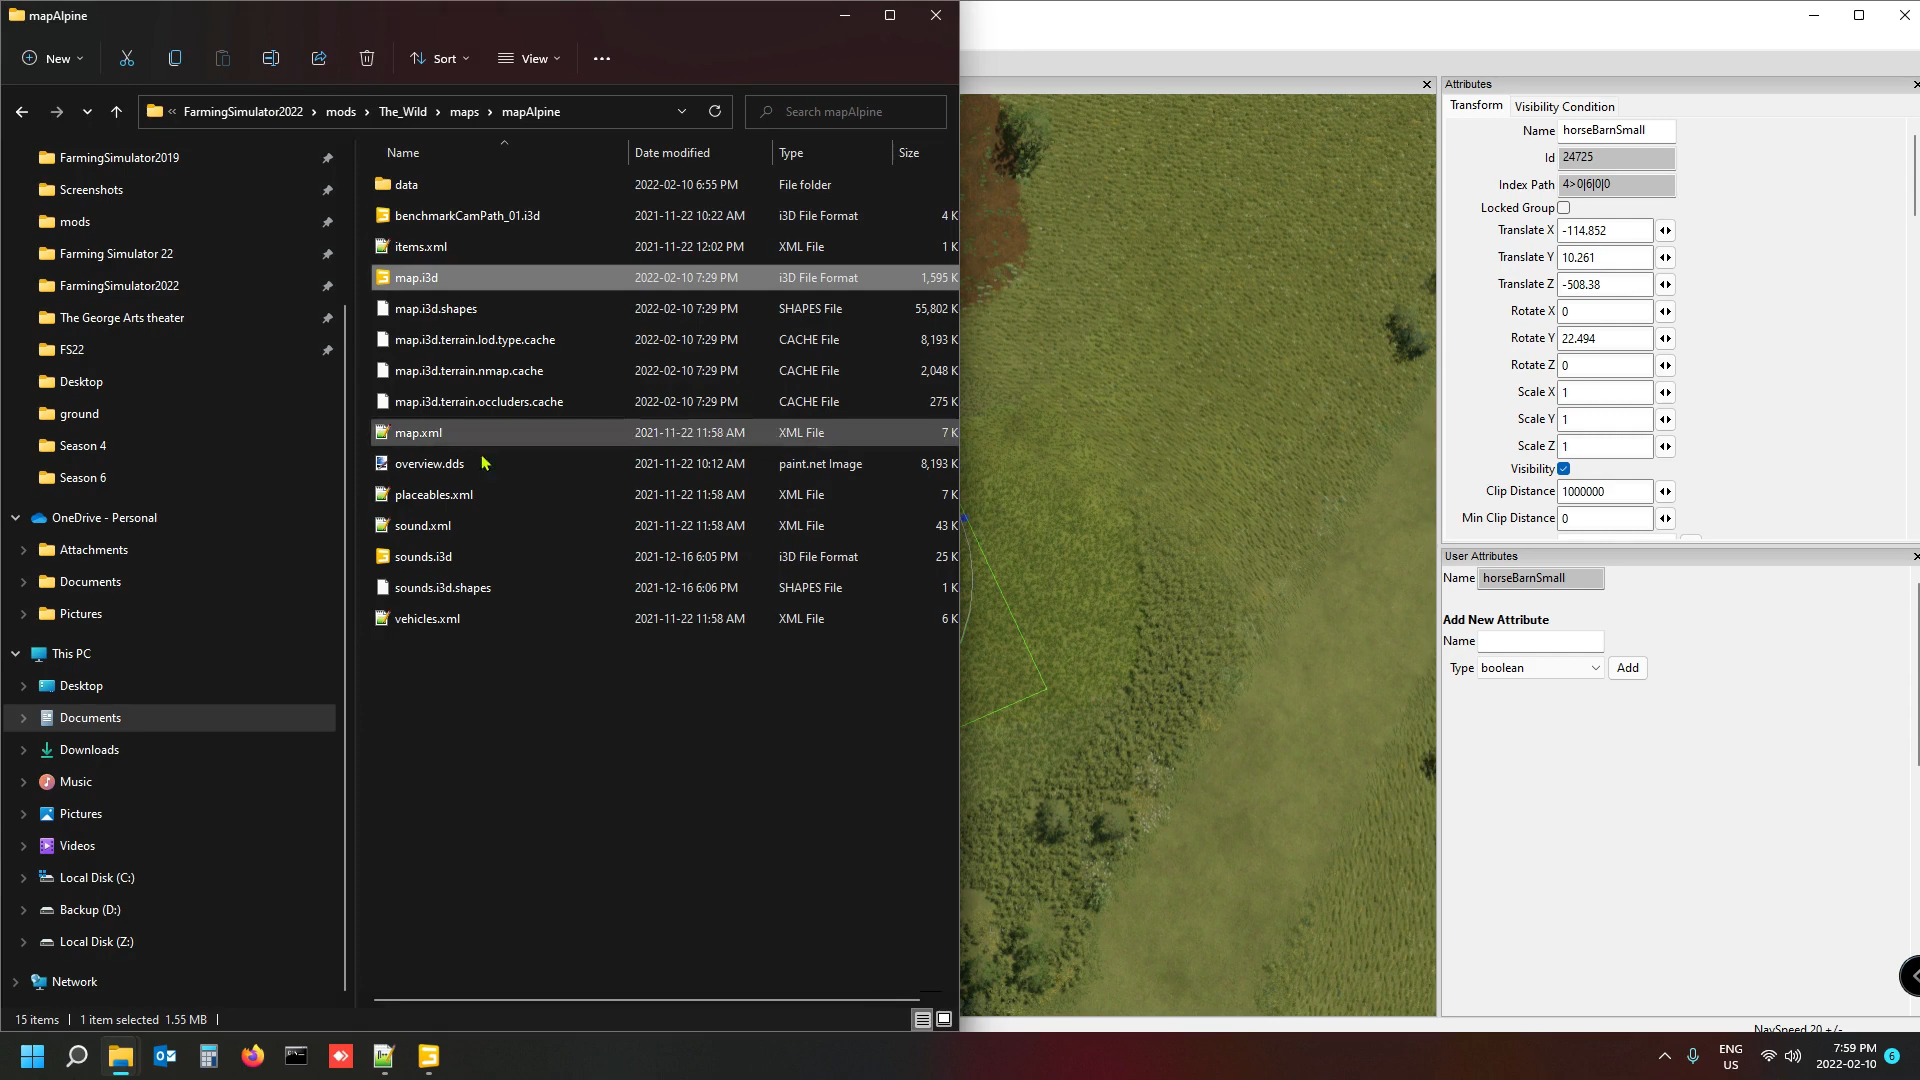 mapAlpine
New
Sort
View
« FarmingSimulator2022 › mods › The_Wild › maps › mapAlpine
Search mapAlpine
FarmingSimulator2019
Screenshots
mods
Farming Simulator 22
FarmingSimulator2022
The George Arts theater
FS22
Desktop
ground
Season 4
Season 6
OneDrive - Personal
Attachments
Documents
Pictures
This PC
Desktop
Documents
Downloads
Music
Pictures
Videos
Local Disk (C:)
Backup (D:)
Local Disk (Z:)
Network
Name Date modified Type Size
data 2022-02-10 6:55 PM File folder
benchmarkCamPath_01.i3d 2021-11-22 10:22 AM i3D File Format 4 K
items.xml 2021-11-22 12:02 PM XML File 1 K
map.i3d 2022-02-10 7:29 PM i3D File Format 1,595 K
map.i3d.shapes 2022-02-10 7:29 PM SHAPES File 55,802 K
map.i3d.terrain.lod.type.cache 2022-02-10 7:29 PM CACHE File 8,193 K
map.i3d.terrain.nmap.cache 2022-02-10 7:29 PM CACHE File 2,048 K
map.i3d.terrain.occluders.cache 2022-02-10 7:29 PM CACHE File 275 K
map.xml 2021-11-22 11:58 AM XML File 7 K
overview.dds 2021-11-22 10:12 AM paint.net Image 8,193 K
placeables.xml 2021-11-22 11:58 AM XML File 7 K
sound.xml 2021-11-22 11:58 AM XML File 43 K
sounds.i3d 2021-12-16 6:05 PM i3D File Format 25 K
sounds.i3d.shapes 2021-12-16 6:06 PM SHAPES File 1 K
vehicles.xml 2021-11-22 11:58 AM XML File 6 K
15 items 1 item selected 1.55 MB
Attributes
Transform Visibility Condition
Name horseBarnSmall
Id 24725
Index Path 4>0|6|0|0
Locked Group
Translate X -114.852
Translate Y 10.261
Translate Z -508.38
Rotate X 0
Rotate Y 22.494
Rotate Z 0
Scale X 1
Scale Y 1
Scale Z 1
Visibility
Clip Distance 1000000
Min Clip Distance 0
User Attributes
Name horseBarnSmall
Add New Attribute
Name
Type boolean Add
NavSpeed 20 +/-
ENG
US
7:59 PM
2022-02-10
6